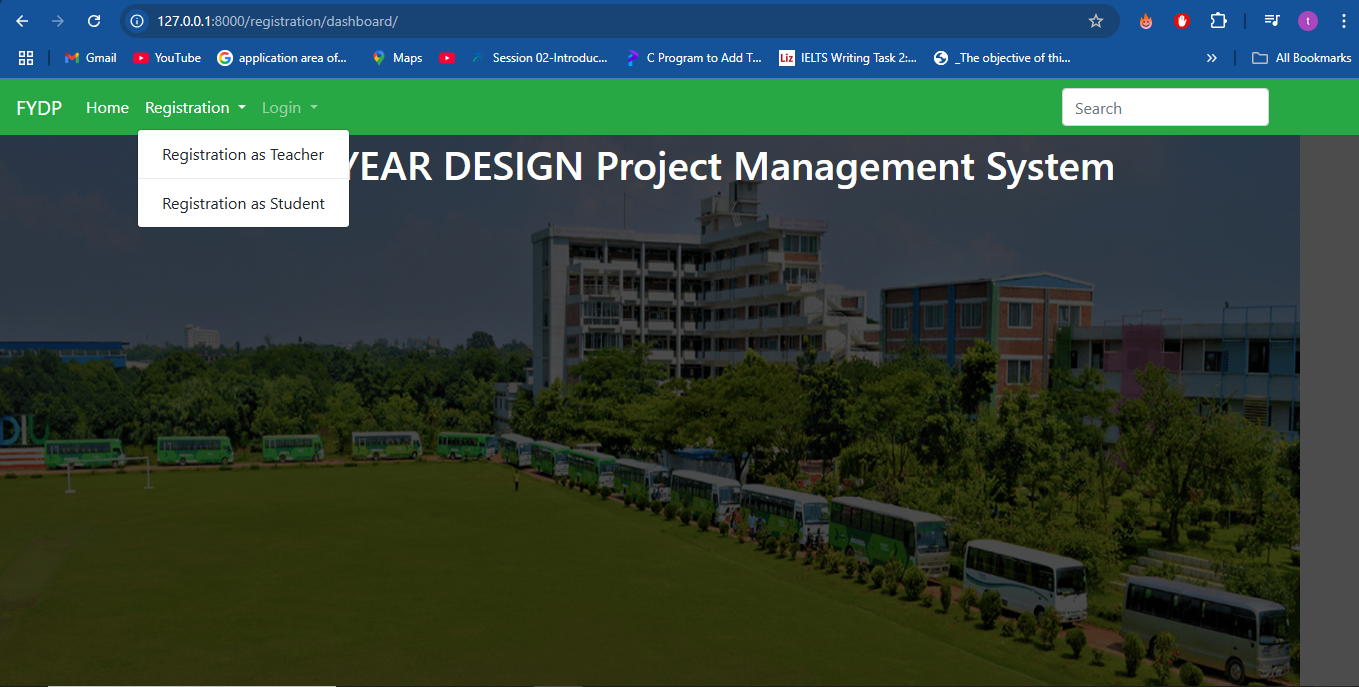 127.0.0.1:8000/registration/dashboard/
t
Gmail
YouTube
application area of...
Maps
Session 02-Introduc...
C Program to Add T...
Liz
IELTS Writing Task 2:...
_The objective of thi...
»
All Bookmarks
FYDP
Home
Registration
Login
Search
Registration as Teacher
Registration as Student
YEAR DESIGN Project Management System
DIU